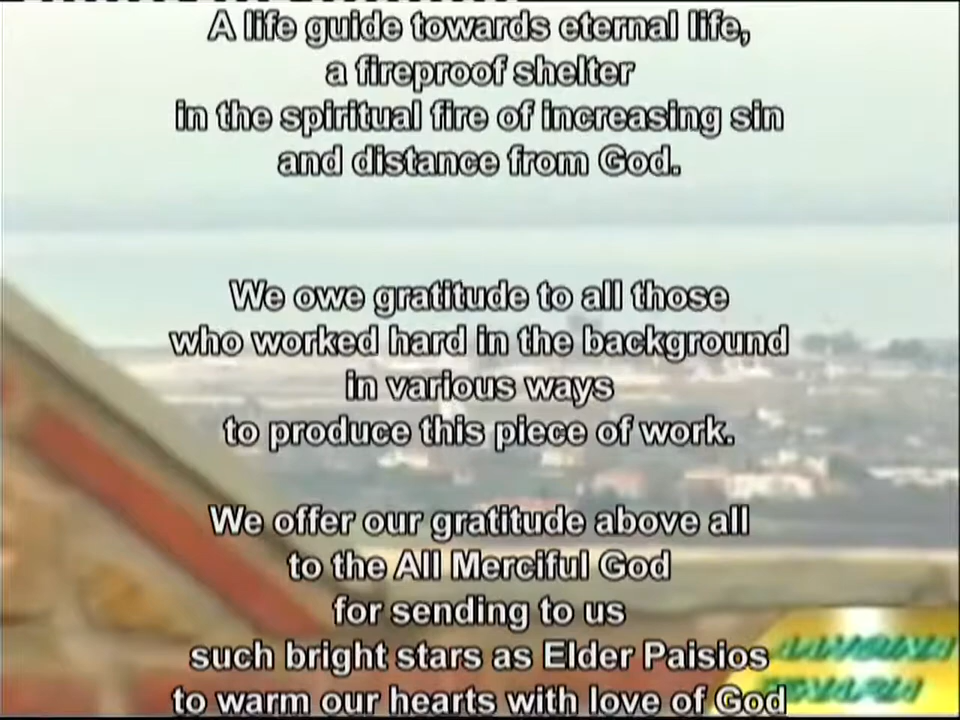 A life guide towards eternal life,
a fireproof shelter
in the spiritual fire of increasing sin
and distance from God.
We owe gratitude to all those
who worked hard in the background
in various ways
to produce this piece of work.
We offer our gratitude above all
to the All Merciful God
for sending to us
such bright stars as Elder Paisios
to warm our hearts with love of God